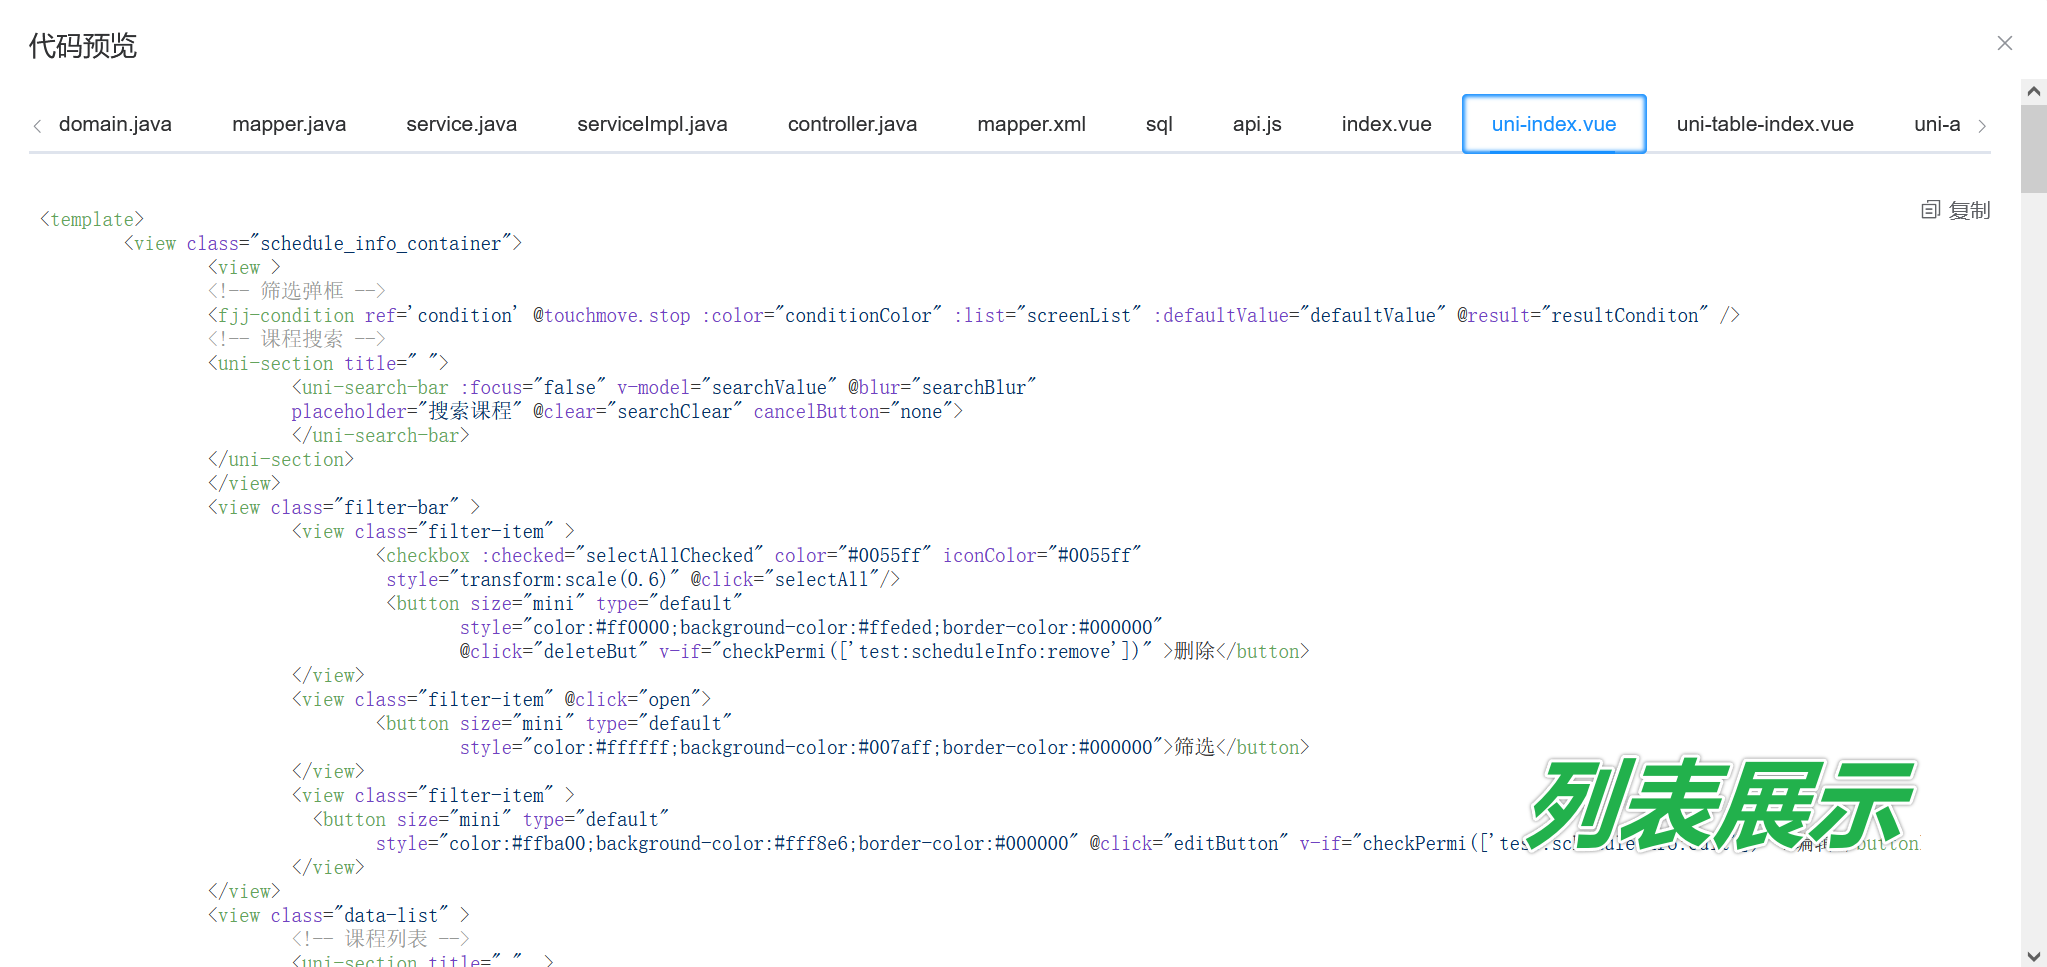 代码预览
domain.java mapper.java service.java serviceImpl.java controller.java mapper.xml sql api.js index.vue uni-index.vue uni-table-index.vue uni-a
复制
<template>
<view class="schedule_info_container">
<view >
<!-- 筛选弹框 -->
<fjj-condition ref='condition' @touchmove.stop :color="conditionColor" :list="screenList" :defaultValue="defaultValue" @result="resultConditon" />
<!-- 课程搜索 -->
<uni-section title=" ">
<uni-search-bar :focus="false" v-model="searchValue" @blur="searchBlur"
placeholder="搜索课程" @clear="searchClear" cancelButton="none">
</uni-search-bar>
</uni-section>
</view>
<view class="filter-bar" >
<view class="filter-item" >
<checkbox :checked="selectAllChecked" color="#0055ff" iconColor="#0055ff"
style="transform:scale(0.6)" @click="selectAll"/>
<button size="mini" type="default"
style="color:#ff0000;background-color:#ffeded;border-color:#000000"
@click="deleteBut" v-if="checkPermi(['test:scheduleInfo:remove'])" >删除</button>
</view>
<view class="filter-item" @click="open">
<button size="mini" type="default"
style="color:#ffffff;background-color:#007aff;border-color:#000000">筛选</button>
</view>
<view class="filter-item" >
<button size="mini" type="default"
style="color:#ffba00;background-color:#fff8e6;border-color:#000000" @click="editButton" v-if="checkPermi(['tes
列表展示
</view>
</view>
<view class="data-list" >
<!-- 课程列表 -->
<uni-section title=" " >